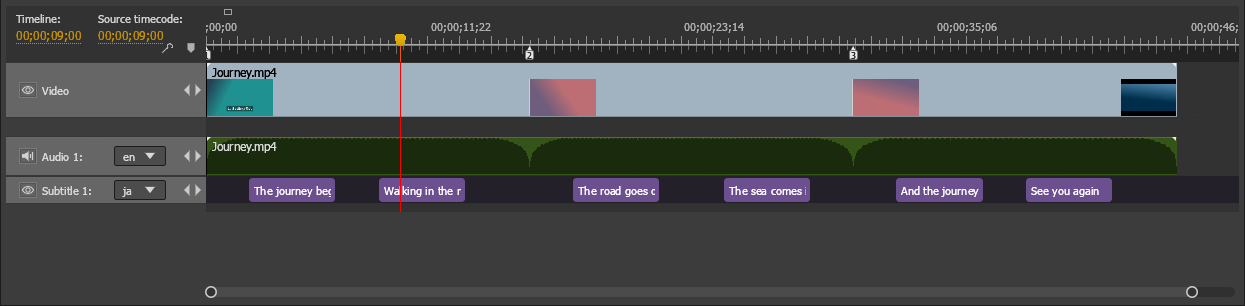 Timeline:
Source timecode:
00;00;09;00
00;00;09;00
;00;00
00;00;11;22
00;00;23;14
00;00;35;06
00;00;46;
1
2
3
Video
Journey.mp4
Audio 1:
en
Journey.mp4
Subtitle 1:
ja
The journey beg
Walking in the r
The road goes o
The sea comes i
And the journey
See you again